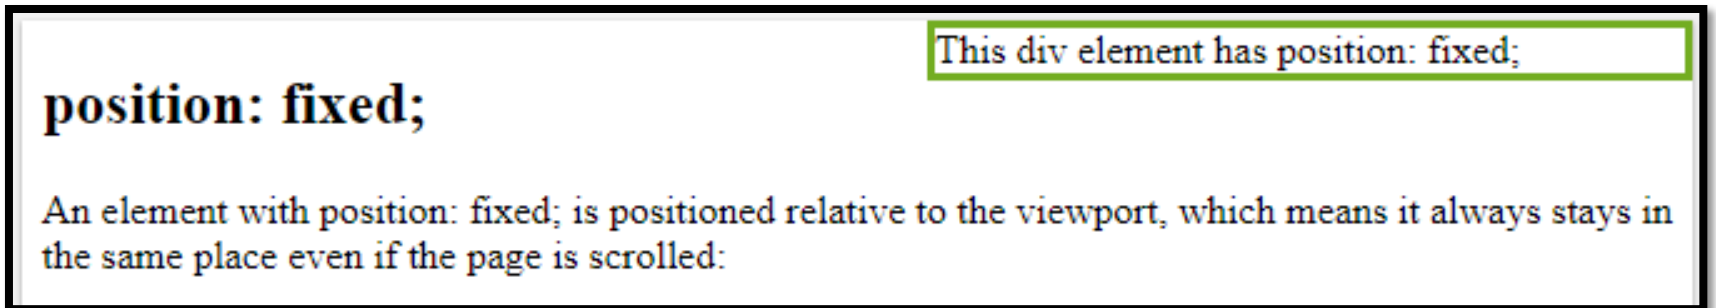 This div element has position: fixed;
position: fixed;
An element with position: fixed; is positioned relative to the viewport, which means it always stays in
the same place even if the page is scrolled: